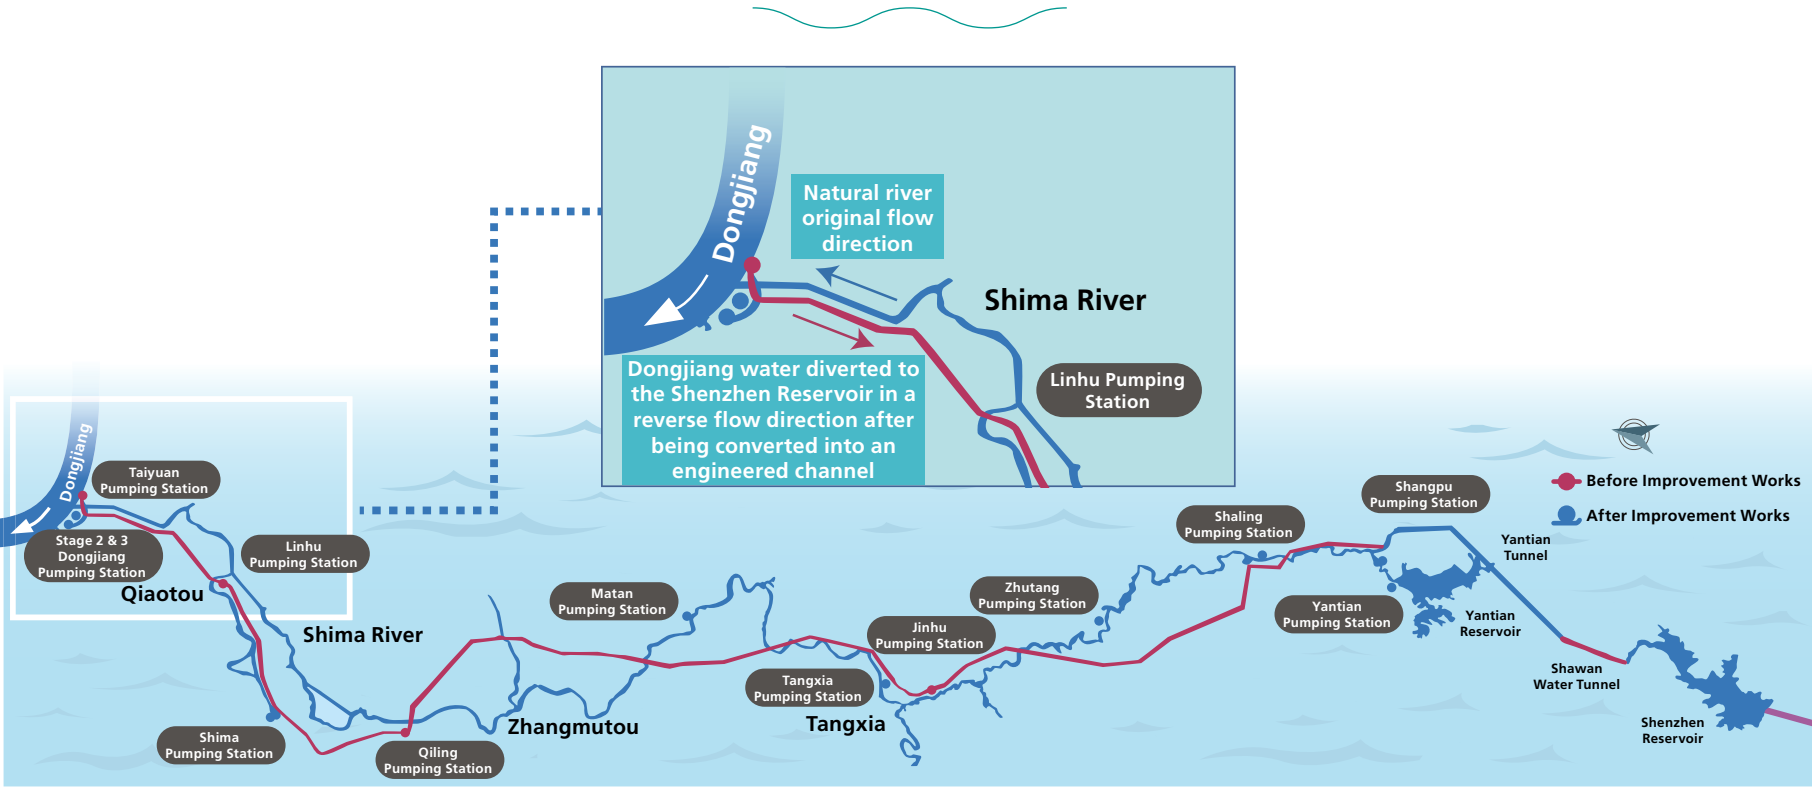 Dongjiang
Natural river
original flow
direction
Shima River
Dongjiang water diverted to
the Shenzhen Reservoir in a
reverse flow direction after
being converted into an
engineered channel
Linhu Pumping
Station
Dongjiang
Taiyuan
Pumping Station
Stage 2 & 3
Dongjiang
Pumping Station
Linhu
Pumping Station
Qiaotou
Shima River
Shima
Pumping Station
Qiling
Pumping Station
Zhangmutou
Matan
Pumping Station
Tangxia
Pumping Station
Tangxia
Jinhu
Pumping Station
Zhutang
Pumping Station
Shaling
Pumping Station
Shangpu
Pumping Station
Yantian
Pumping Station
Before Improvement Works
After Improvement Works
Yantian
Tunnel
Yantian
Reservoir
Shawan
Water Tunnel
Shenzhen
Reservoir